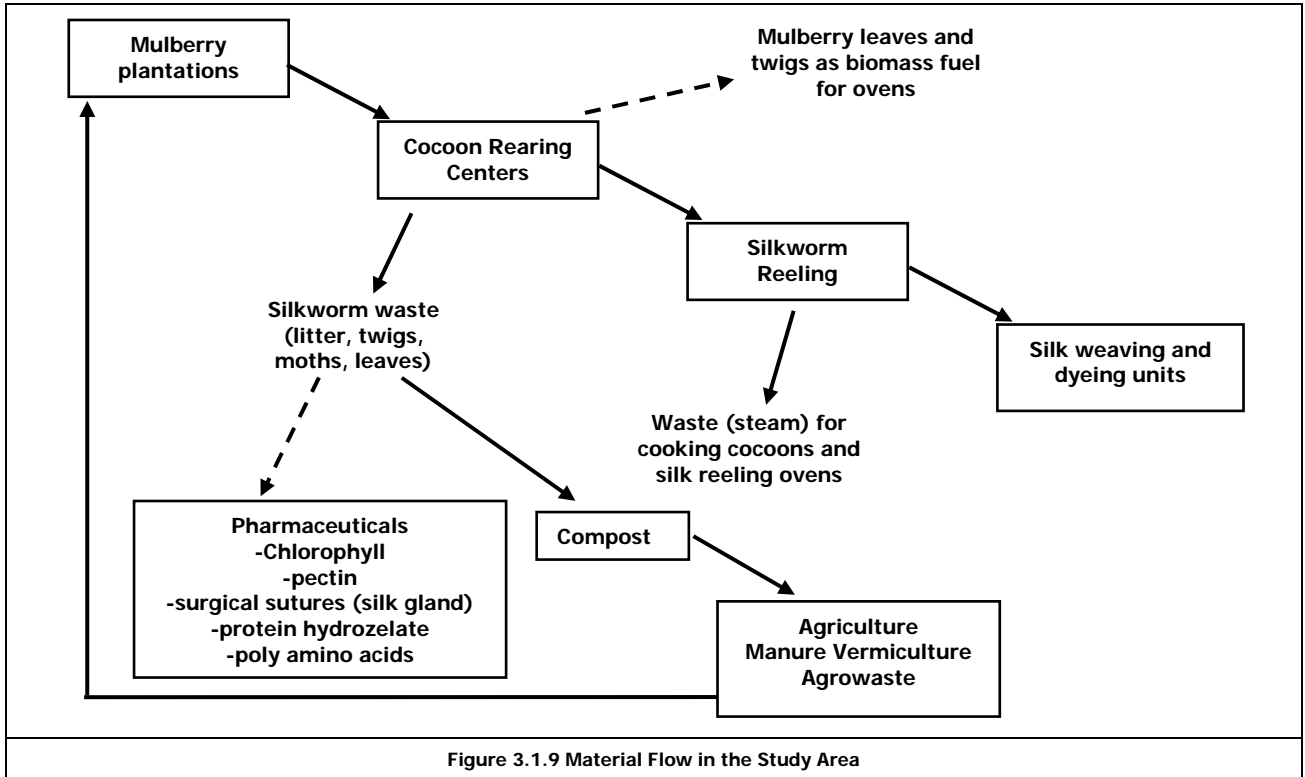 Mulberry
plantations
Mulberry leaves and
twigs as biomass fuel
for ovens
Cocoon Rearing
Centers
Silkworm
Reeling
Silkworm waste
(litter, twigs,
moths, leaves)
Silk weaving and
dyeing units
Waste (steam) for
cooking cocoons and
silk reeling ovens
Pharmaceuticals
-Chlorophyll
-pectin
-surgical sutures (silk gland)
-protein hydrozelate
-poly amino acids
Compost
Agriculture
Manure Vermiculture
Agrowaste
Figure 3.1.9 Material Flow in the Study Area